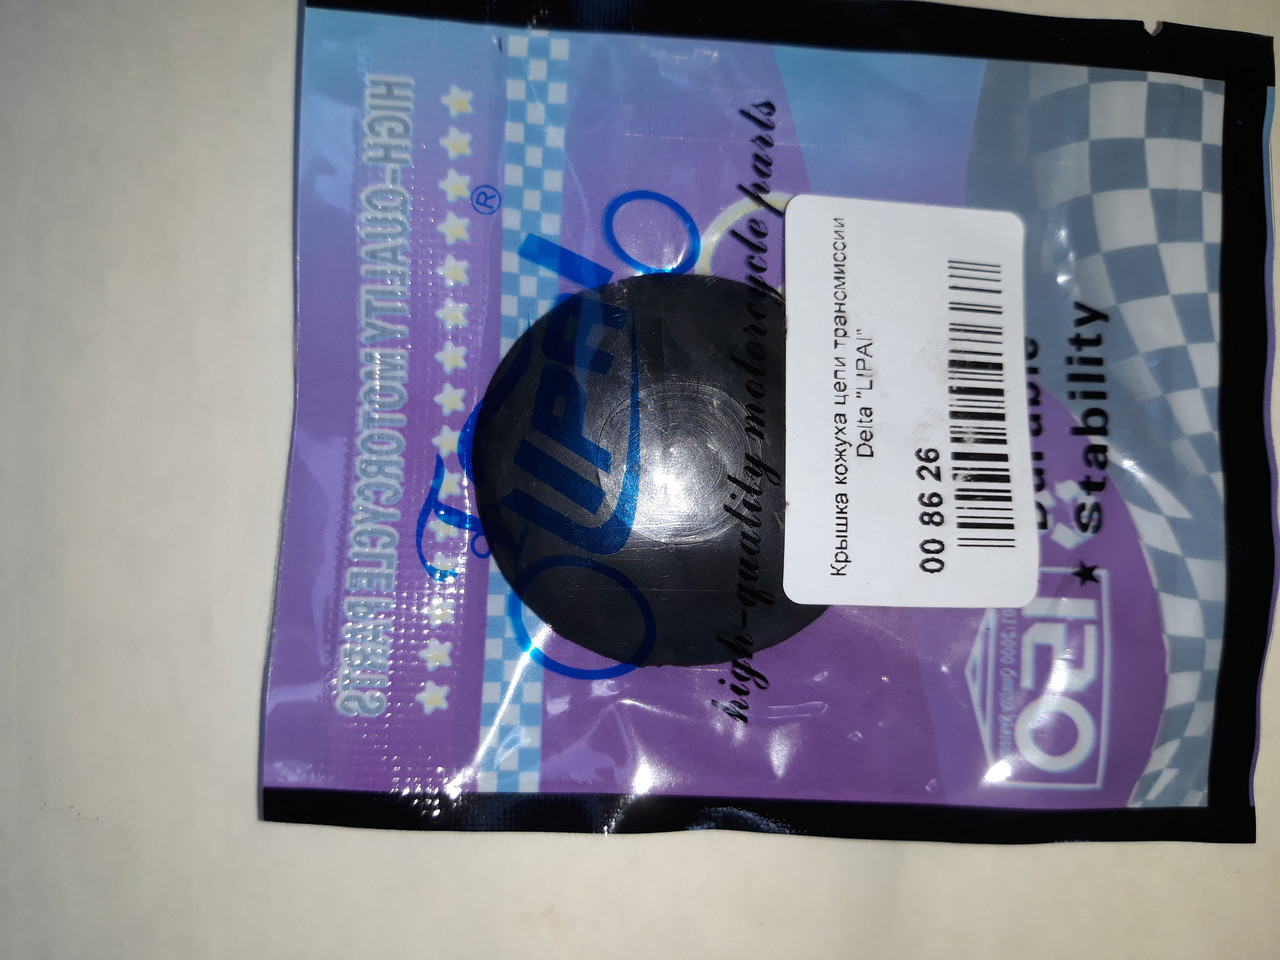 HIGH-QUALITY MOTORCYCLE PARTS
®
LIPAI
high-quality motorcycle parts
Крышка кожуха цепи трансмиссии
Delta "LIPAI"
00 86 26
Durable
★ stability
ISO